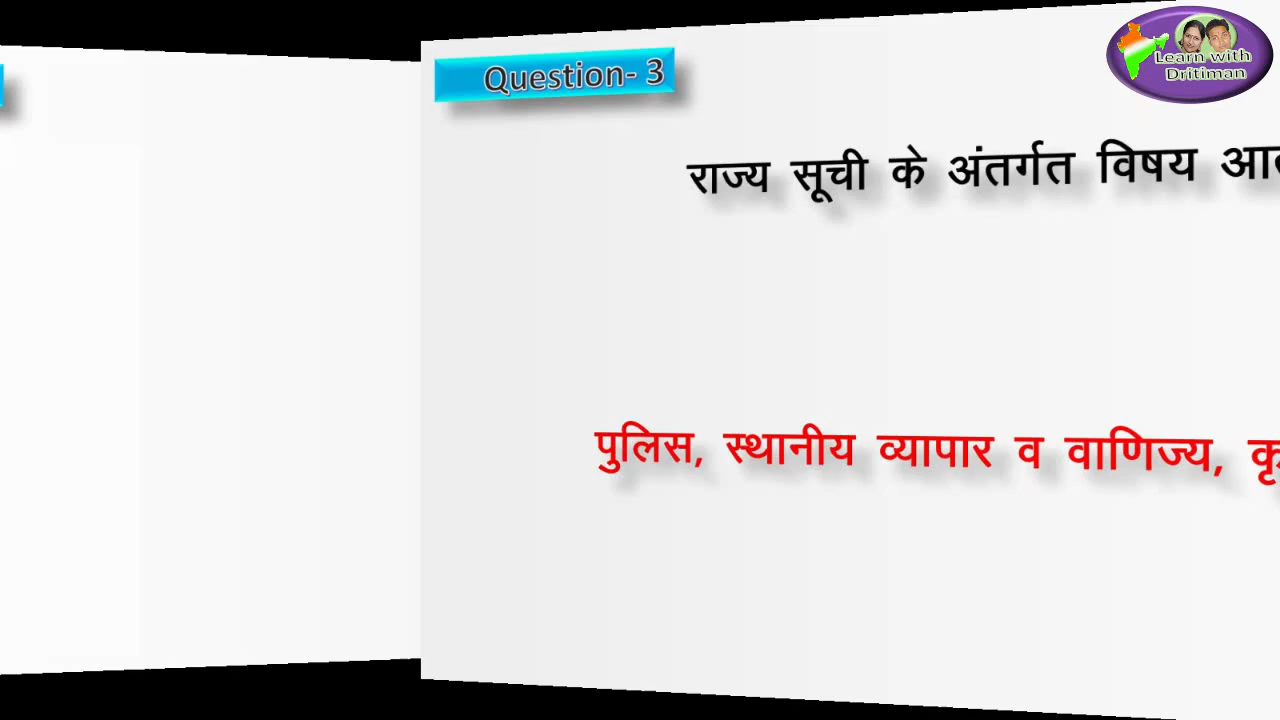 Question- 3
Learn with
Dritiman
राज्य सूची के अंतर्गत विषय
पुलिस, स्थानीय व्यापार व वाणिज्य,